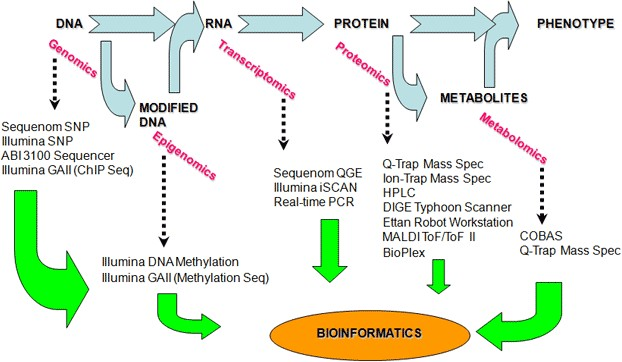 DNA
RNA
PROTEIN
PHENOTYPE
Genomics
Transcriptomics
Proteomics
MODIFIED
DNA
METABOLITES
Epigenomics
Metabolomics
Sequenom SNP
Illumina SNP
ABI 3100 Sequencer
Illumina GAII (ChIP Seq)
Sequenom QGE
Illumina iSCAN
Real-time PCR
Q-Trap Mass Spec
Ion-Trap Mass Spec
HPLC
DIGE Typhoon Scanner
Ettan Robot Workstation
MALDI ToF/ToF II
BioPlex
COBAS
Q-Trap Mass Spec
Illumina DNA Methylation
Illumina GAII (Methylation Seq)
BIOINFORMATICS